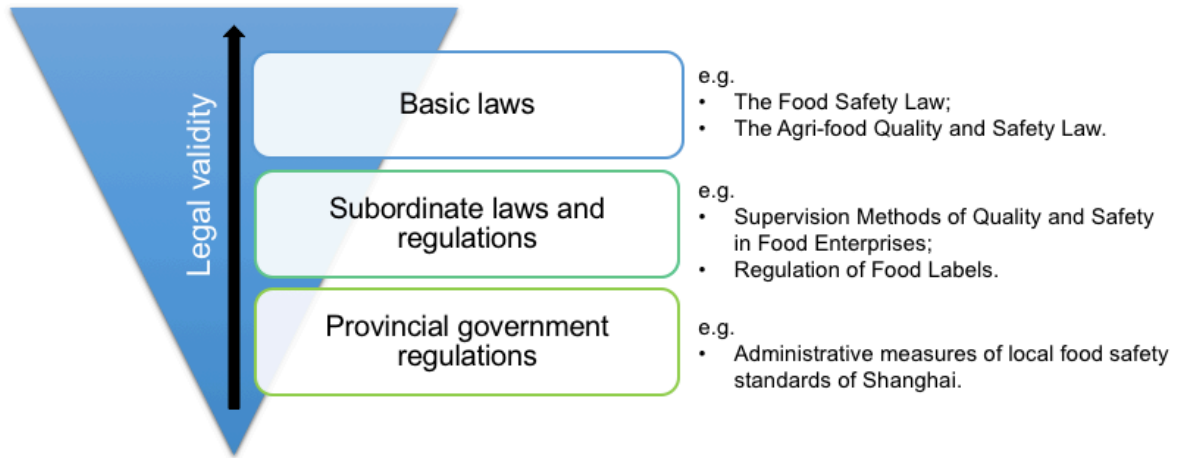 Legal validity
Basic laws
e.g.
• The Food Safety Law;
• The Agri-food Quality and Safety Law.
Subordinate laws and
regulations
e.g.
• Supervision Methods of Quality and Safety
in Food Enterprises;
• Regulation of Food Labels.
Provincial government
regulations
e.g.
• Administrative measures of local food safety
standards of Shanghai.